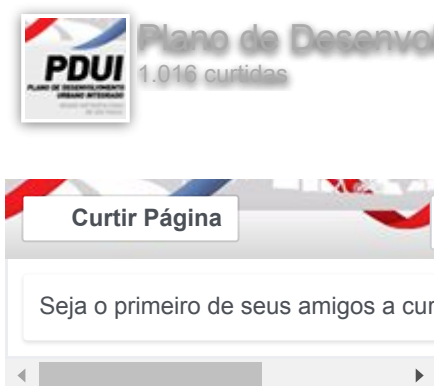 Plano de Desenvol
1.016 curtidas
PDUI
PLANO DE DESENVOLVIMENTO
URBANO INTEGRADO
Curtir Página
Seja o primeiro de seus amigos a cur